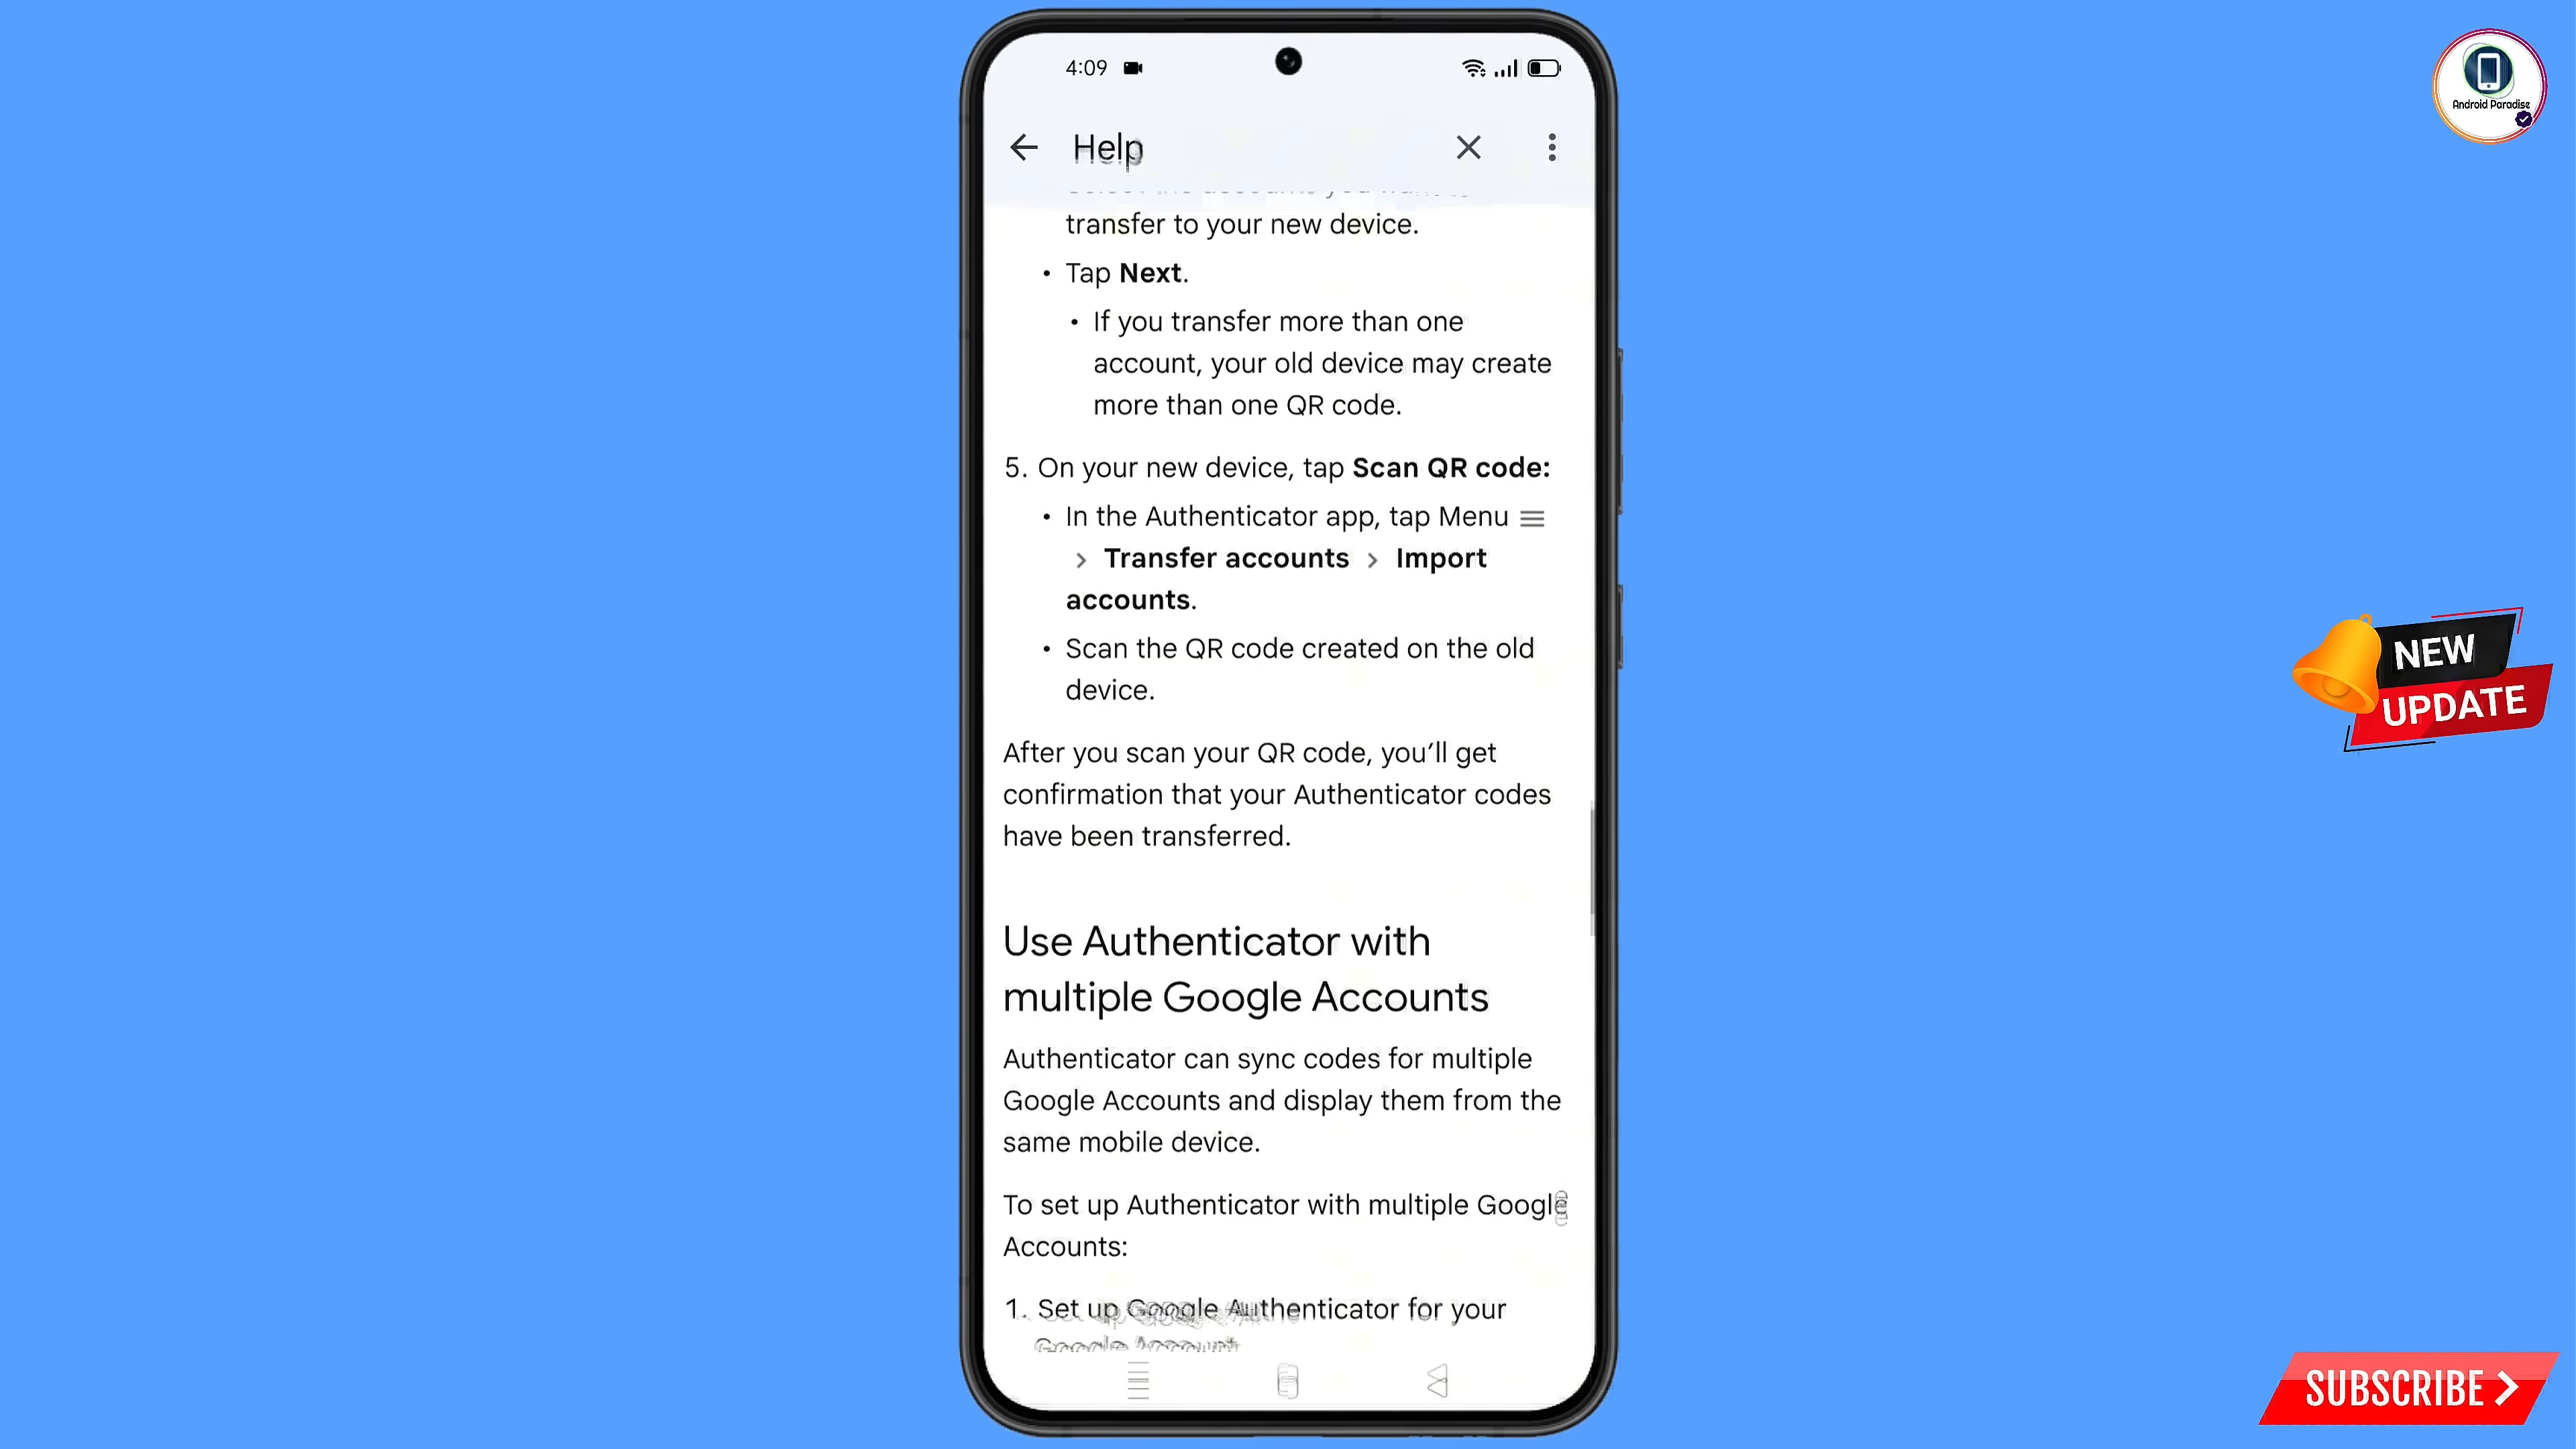 4:09
Android Paradise
Help
transfer to your new device.
• Tap Next.
• If you transfer more than one
account, your old device may create
more than one QR code.
5. On your new device, tap Scan QR code:
• In the Authenticator app, tap Menu
> Transfer accounts > Import
accounts.
• Scan the QR code created on the old
device.
NEW
UPDATE
After you scan your QR code, you’ll get
confirmation that your Authenticator codes
have been transferred.
Use Authenticator with
multiple Google Accounts
Authenticator can sync codes for multiple
Google Accounts and display them from the
same mobile device.
To set up Authenticator with multiple Google
Accounts:
1. Set up Google Authenticator for your
Google Account
SUBSCRIBE